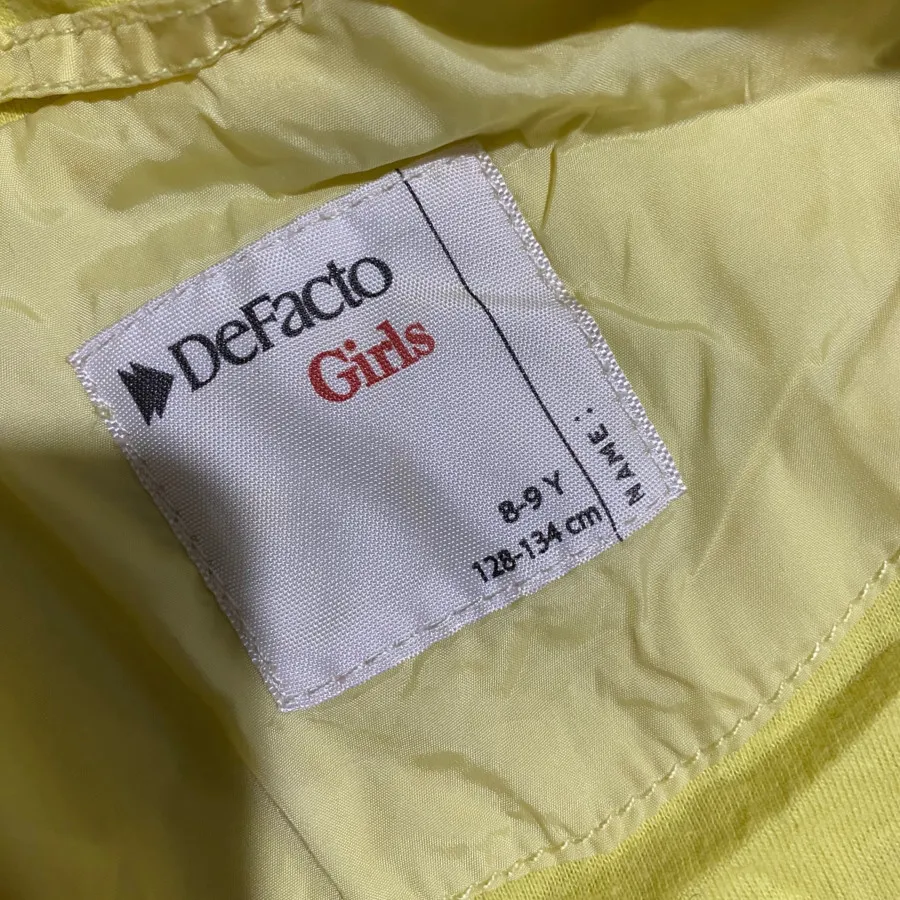 DeFacto
Girls
8-9 Y
128-134 cm
NAME: